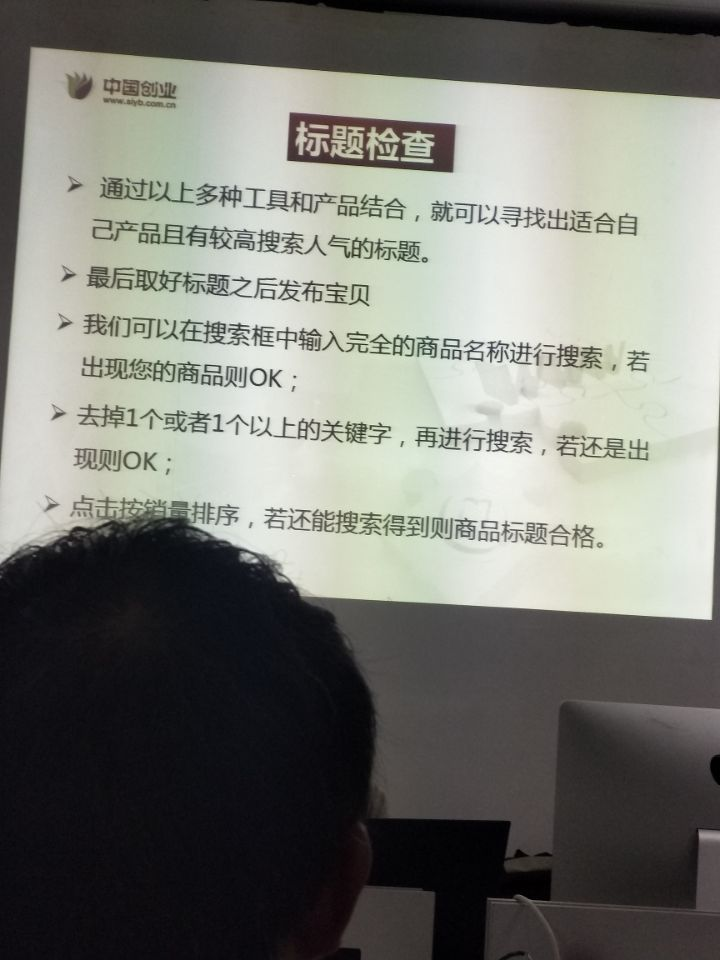 中国创业
www.siyb.com.cn
标题检查
➢ 通过以上多种工具和产品结合，就可以寻找出适合自
己产品且有较高搜索人气的标题。
➢ 最后取好标题之后发布宝贝
➢ 我们可以在搜索框中输入完全的商品名称进行搜索，若
出现您的商品则OK；
➢ 去掉1个或者1个以上的关键字，再进行搜索，若还是出
现则OK；
➢ 点击按销量排序，若还能搜索得到则商品标题合格。